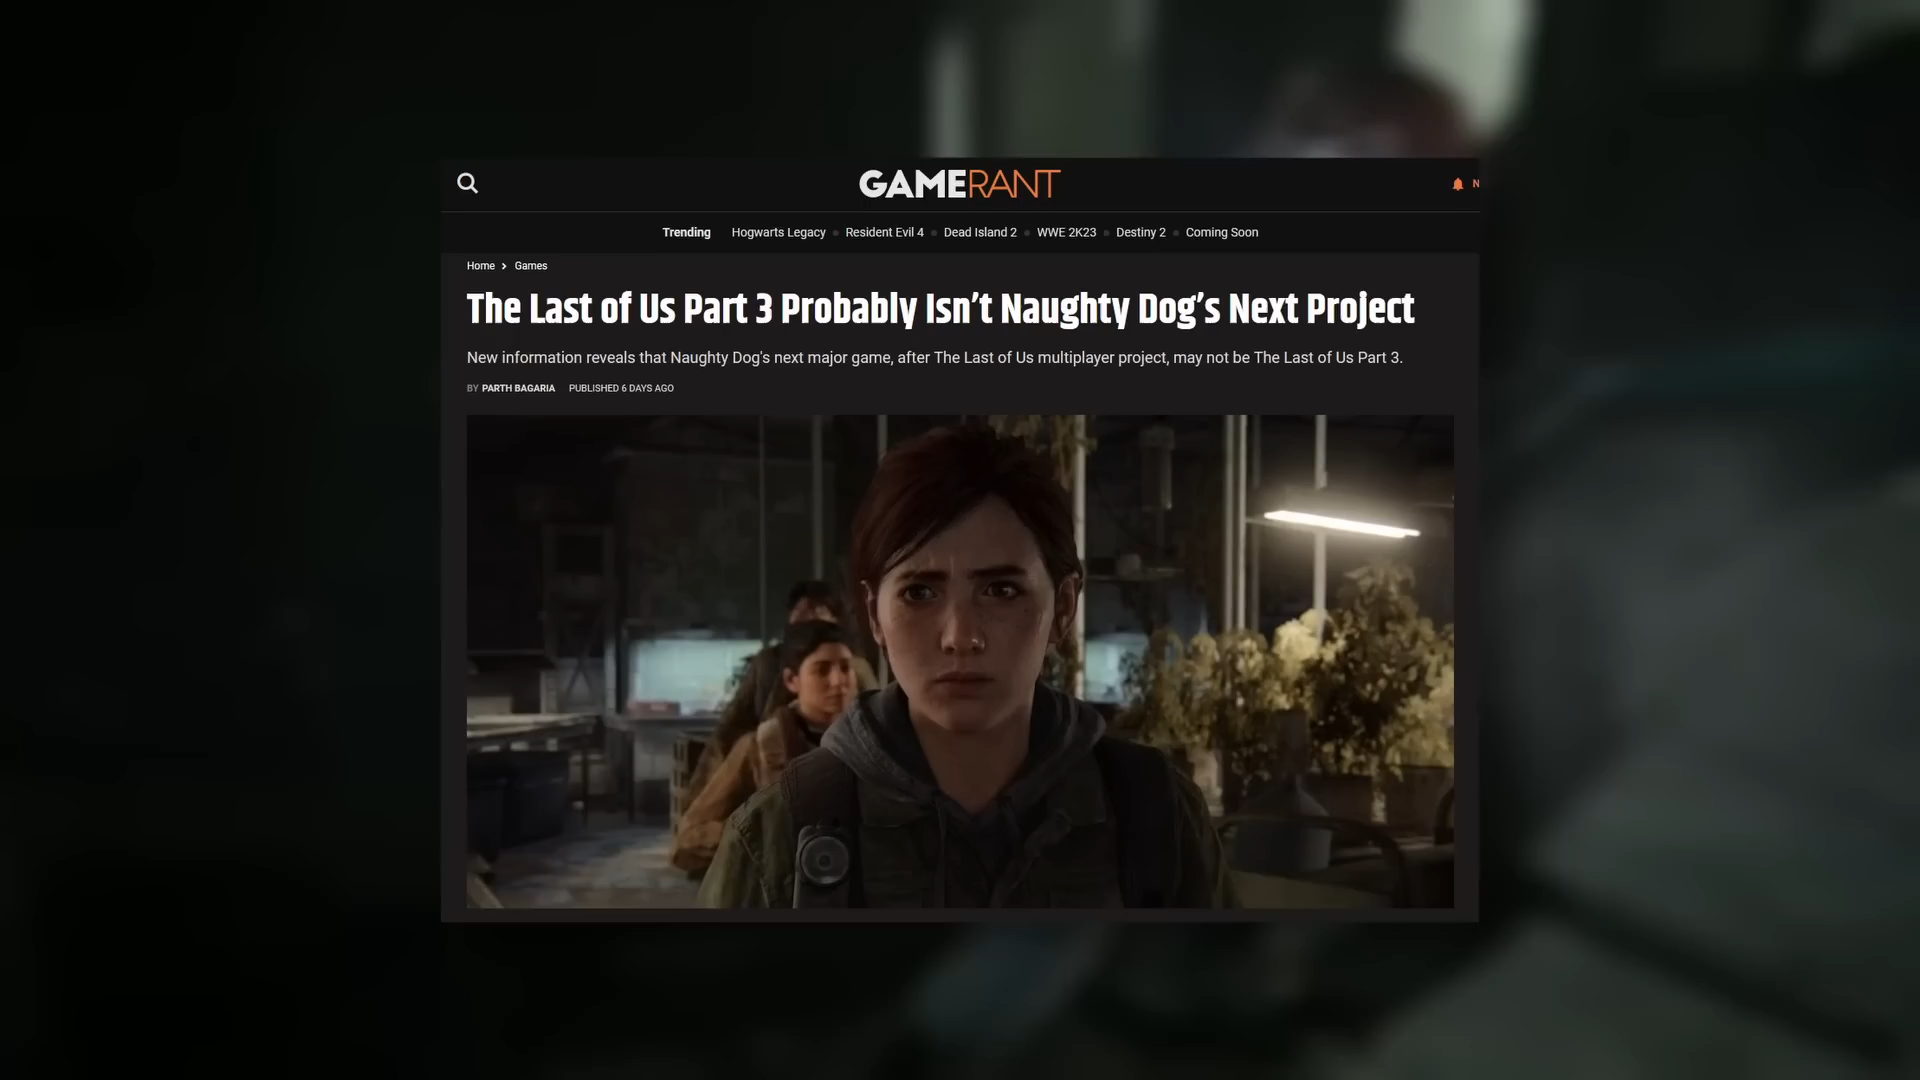 GAMERANT
N
Trending Hogwarts Legacy Resident Evil 4 Dead Island 2 WWE 2K23 Destiny 2 Coming Soon
Home > Games
The Last of Us Part 3 Probably Isn’t Naughty Dog’s Next Project
New information reveals that Naughty Dog's next major game, after The Last of Us multiplayer project, may not be The Last of Us Part 3.
BY PARTH BAGARIA PUBLISHED 6 DAYS AGO